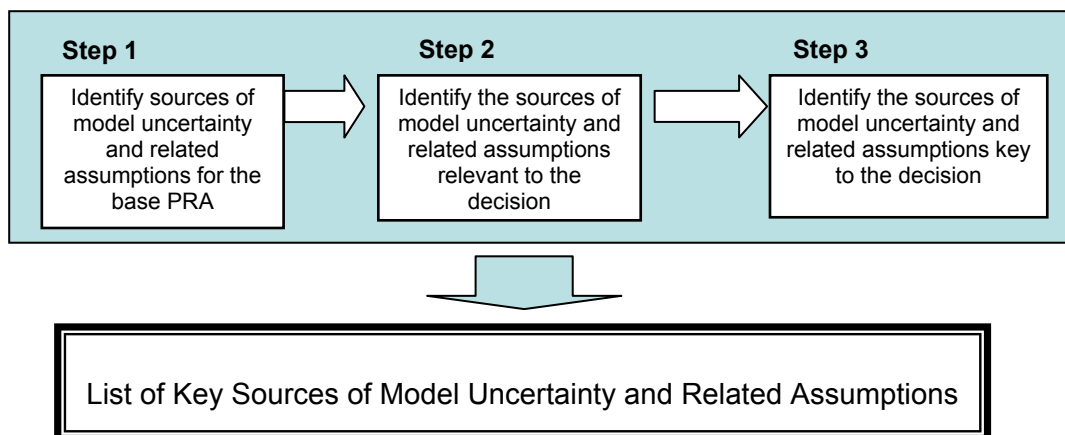 Step 1
Identify sources of
model uncertainty
and related
assumptions for the
base PRA
Step 2
Identify the sources of
model uncertainty and
related assumptions
relevant to the
decision
Step 3
Identify the sources of
model uncertainty and
related assumptions key
to the decision
List of Key Sources of Model Uncertainty and Related Assumptions